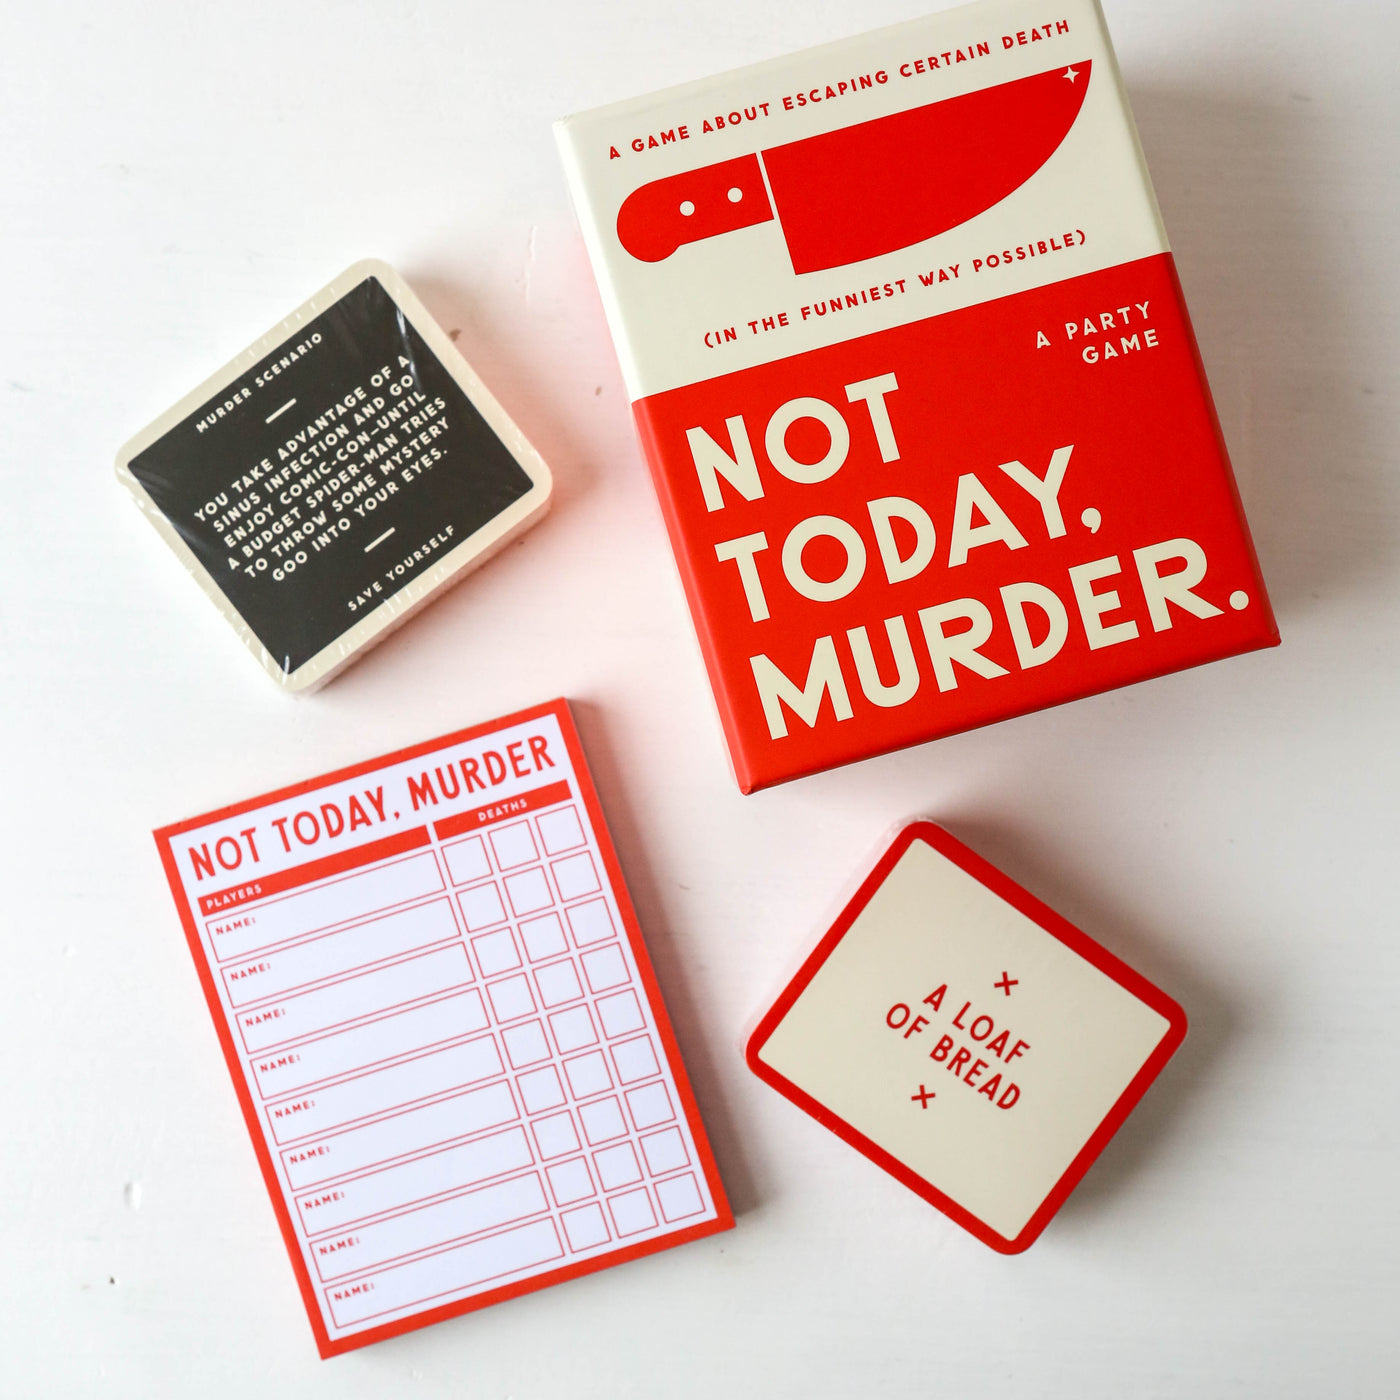 A GAME ABOUT ESCAPING CERTAIN DEATH
(IN THE FUNNIEST WAY POSSIBLE)
A PARTY
GAME
NOT
TODAY,
MURDER.
MURDER SCENARIO
YOU TAKE ADVANTAGE OF A
SINUS INFECTION AND GO
ENJOY COMIC-CON—UNTIL
A BUDGET SPIDER-MAN TRIES
TO THROW SOME MYSTERY
GOO INTO YOUR EYES.
SAVE YOURSELF
NOT TODAY, MURDER
PLAYERS DEATHS
NAME:
NAME:
NAME:
NAME:
NAME:
NAME:
NAME:
NAME:
NAME:
A LOAF
OF BREAD